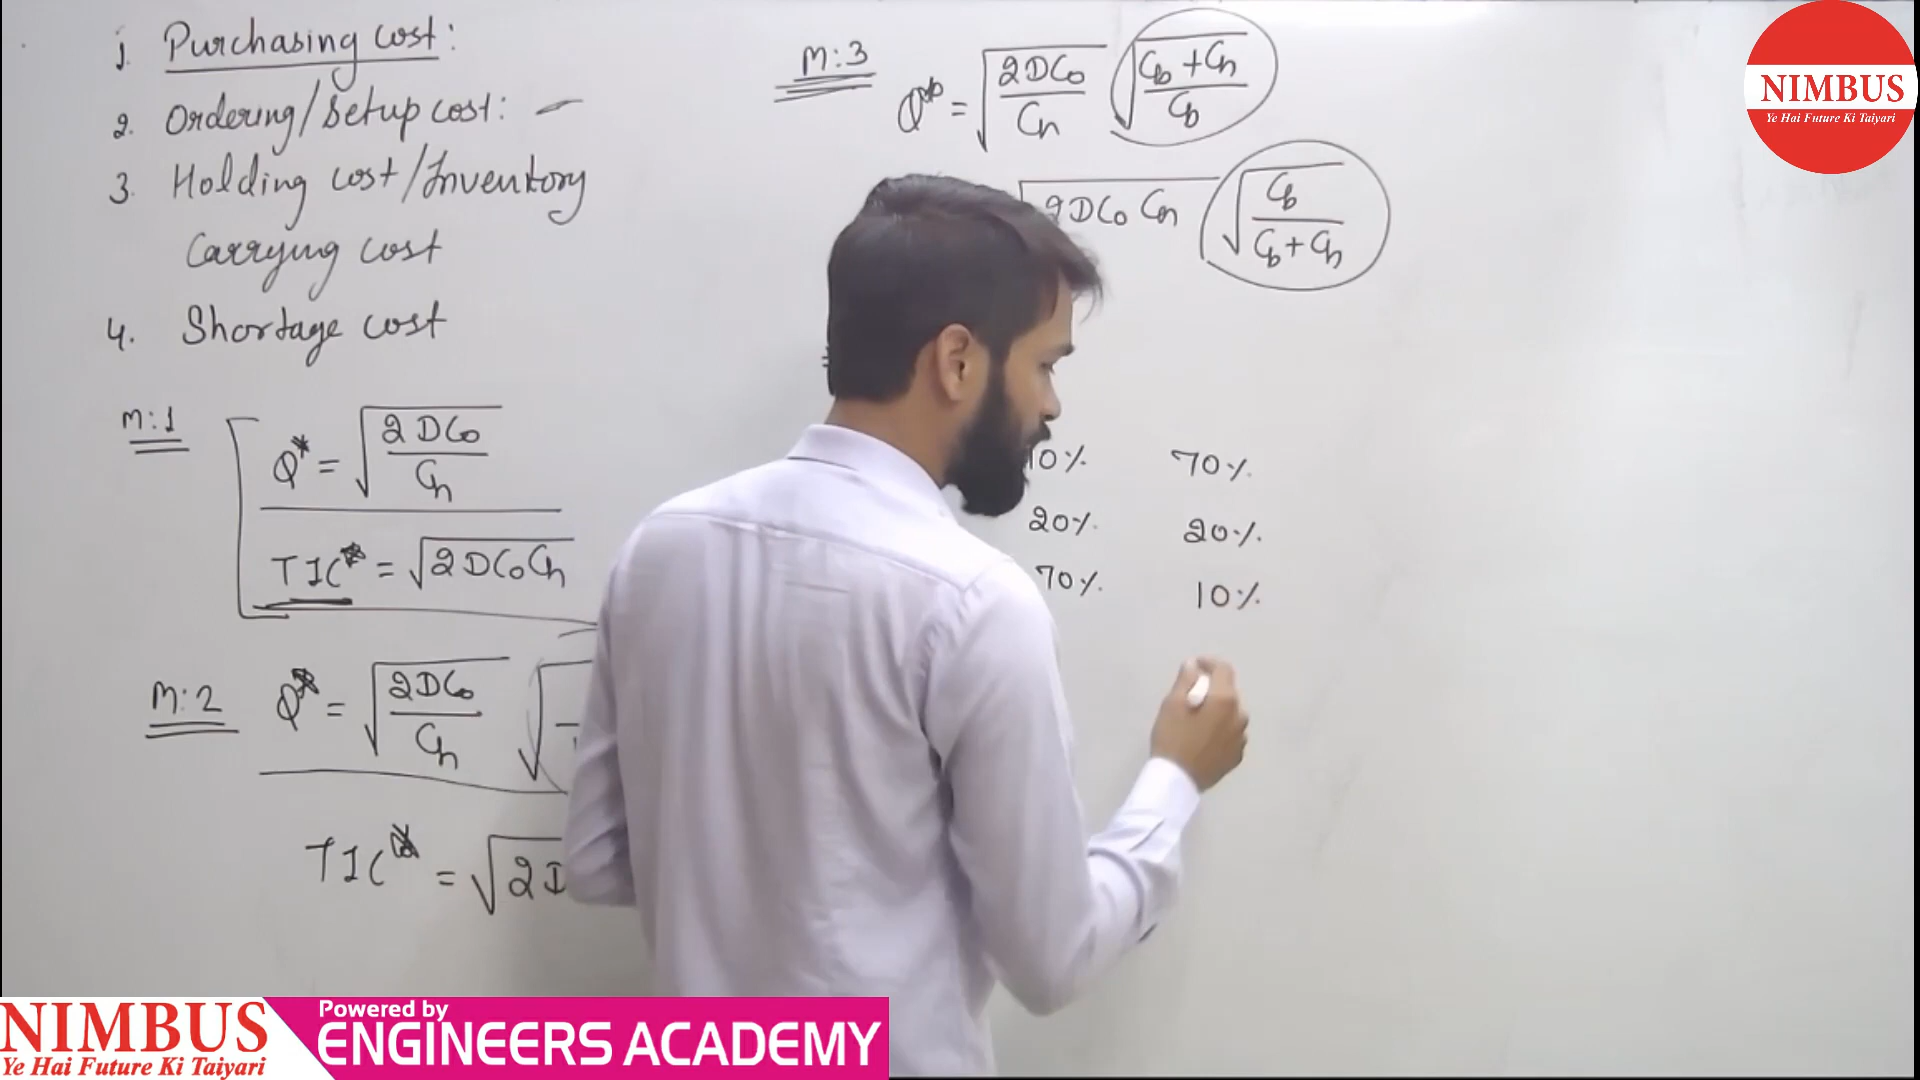 1. Purchasing cost:
2. Ordering/Setup cost: -
3. Holding cost/Inventory
Carrying cost
4. Shortage cost
M:1
Q* = √(2DCo/Ch)
TIC* = √(2DCoCh)
M:2
Q* = √(2DCo/Ch) √
TIC* = √2D
M:3
Q* = √(2DCo/Ch) √((Cb + Ch)/Cb)
√(2DCo Ch) √(Cb/(Cb + Ch))
10% 70%
20% 20%
70% 10%
NIMBUS
Ye Hai Future Ki Taiyari
NIMBUS
Ye Hai Future Ki Taiyari
Powered by
ENGINEERS ACADEMY